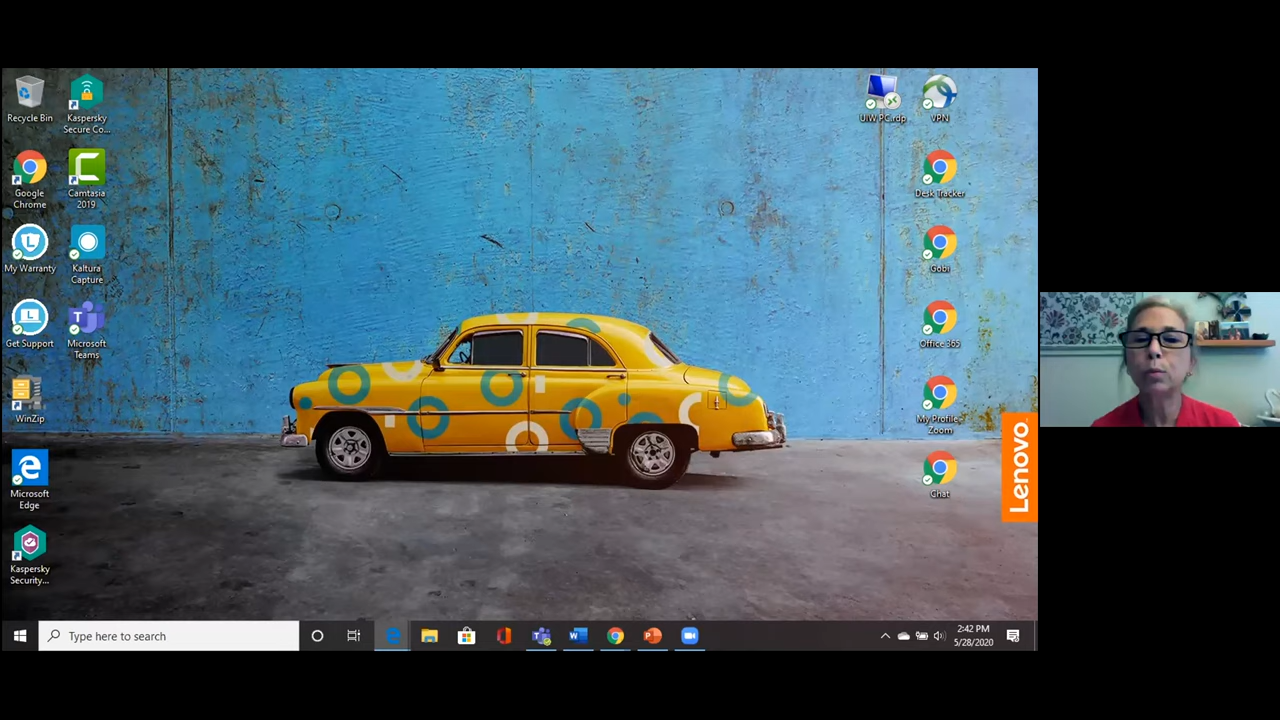 Recycle Bin
Kaspersky
Secure Co...
Google
Chrome
Camtasia
2019
My Warranty
Kaltura
Capture
Get Support
Microsoft
Teams
WinZip
Microsoft
Edge
Kaspersky
Security...
UIW PC.rdp
VPN
Desk Tracker
Gobi
Office 365
My Profile -
Zoom
Chat
Lenovo
Type here to search
2:42 PM
5/28/2020